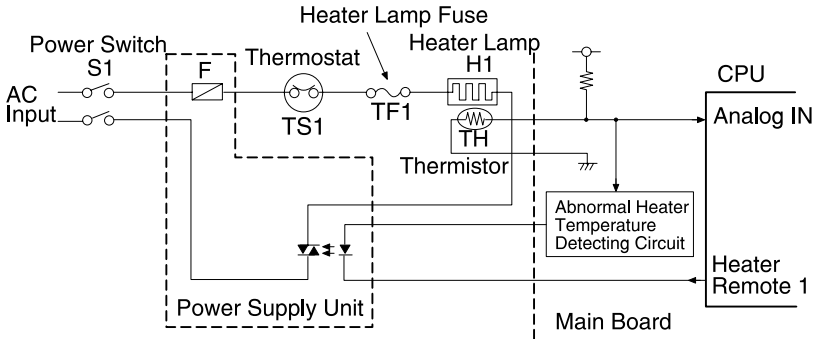 Heater Lamp Fuse
Power Switch
S1
F
Thermostat
TS1
TF1
Heater Lamp
H1
TH
Thermistor
AC
Input
CPU
Analog IN
Abnormal Heater
Temperature
Detecting Circuit
Heater
Remote 1
Power Supply Unit
Main Board